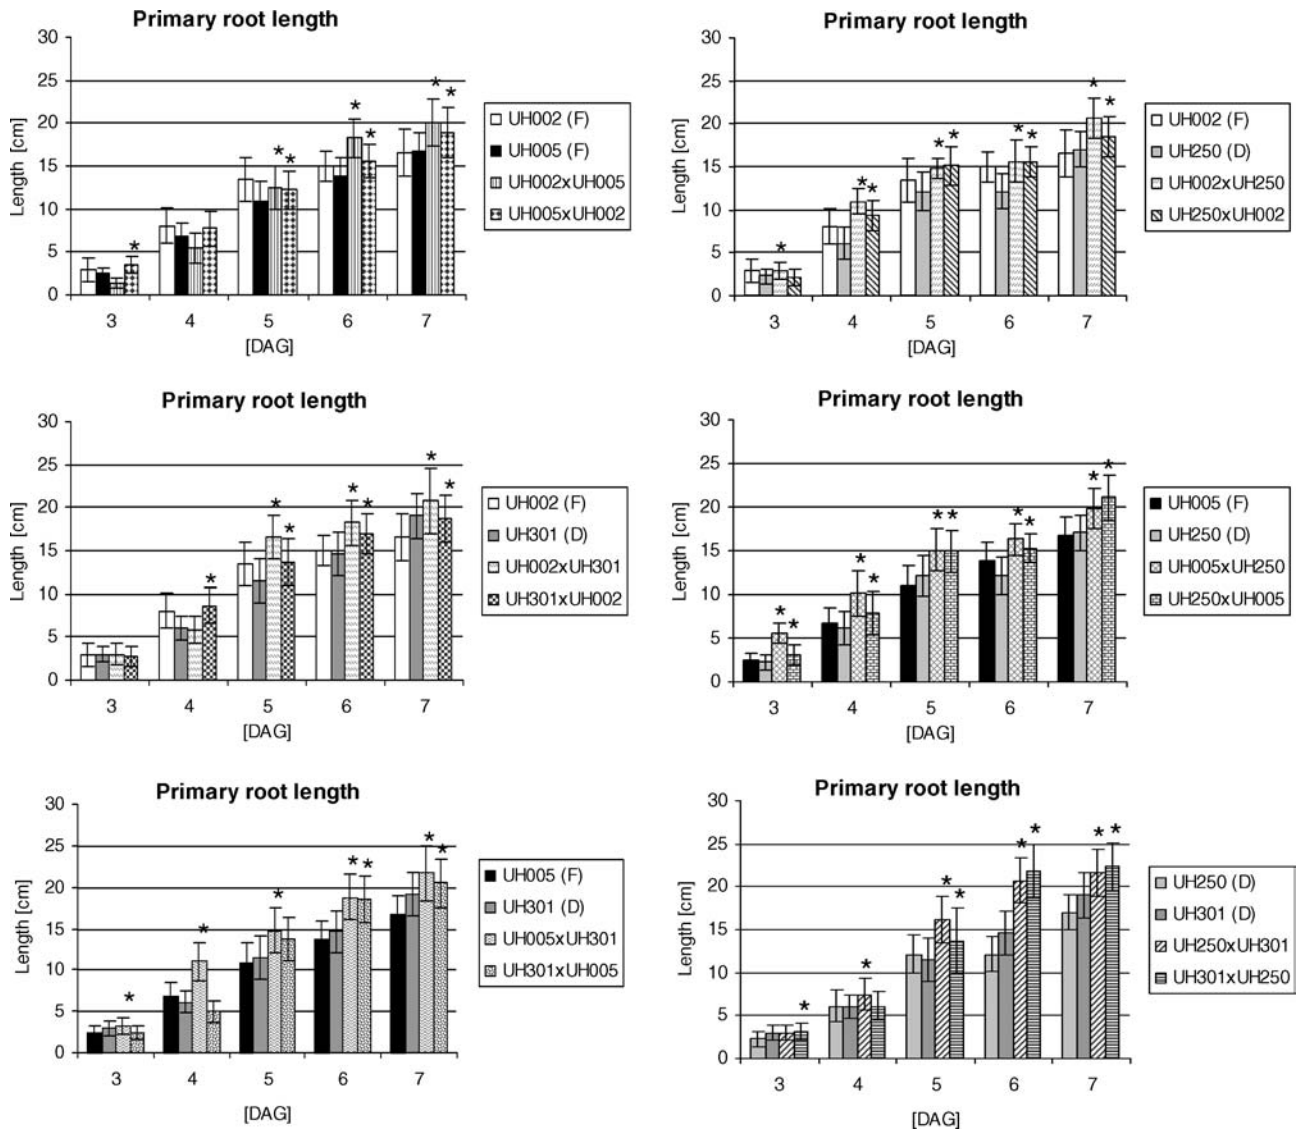 Primary root length
30
25
20
15
10
5
0
Length [cm]
* * * * * * *
3 4 5 6 7
[DAG]
UH002 (F)
UH005 (F)
UH002xUH005
UH005xUH002
Primary root length
30
25
20
15
10
5
0
Length [cm]
* * * * * * * * *
3 4 5 6 7
[DAG]
UH002 (F)
UH250 (D)
UH002xUH250
UH250xUH002
Primary root length
30
25
20
15
10
5
0
Length [cm]
* * * * * * *
3 4 5 6 7
[DAG]
UH002 (F)
UH301 (D)
UH002xUH301
UH301xUH002
Primary root length
30
25
20
15
10
5
0
Length [cm]
* * * * * * * * * *
3 4 5 6 7
[DAG]
UH005 (F)
UH250 (D)
UH005xUH250
UH250xUH005
Primary root length
30
25
20
15
10
5
0
Length [cm]
* * * * * * *
3 4 5 6 7
[DAG]
UH005 (F)
UH301 (D)
UH005xUH301
UH301xUH005
Primary root length
30
25
20
15
10
5
0
Length [cm]
* * * * * * * *
3 4 5 6 7
[DAG]
UH250 (D)
UH301 (D)
UH250xUH301
UH301xUH250